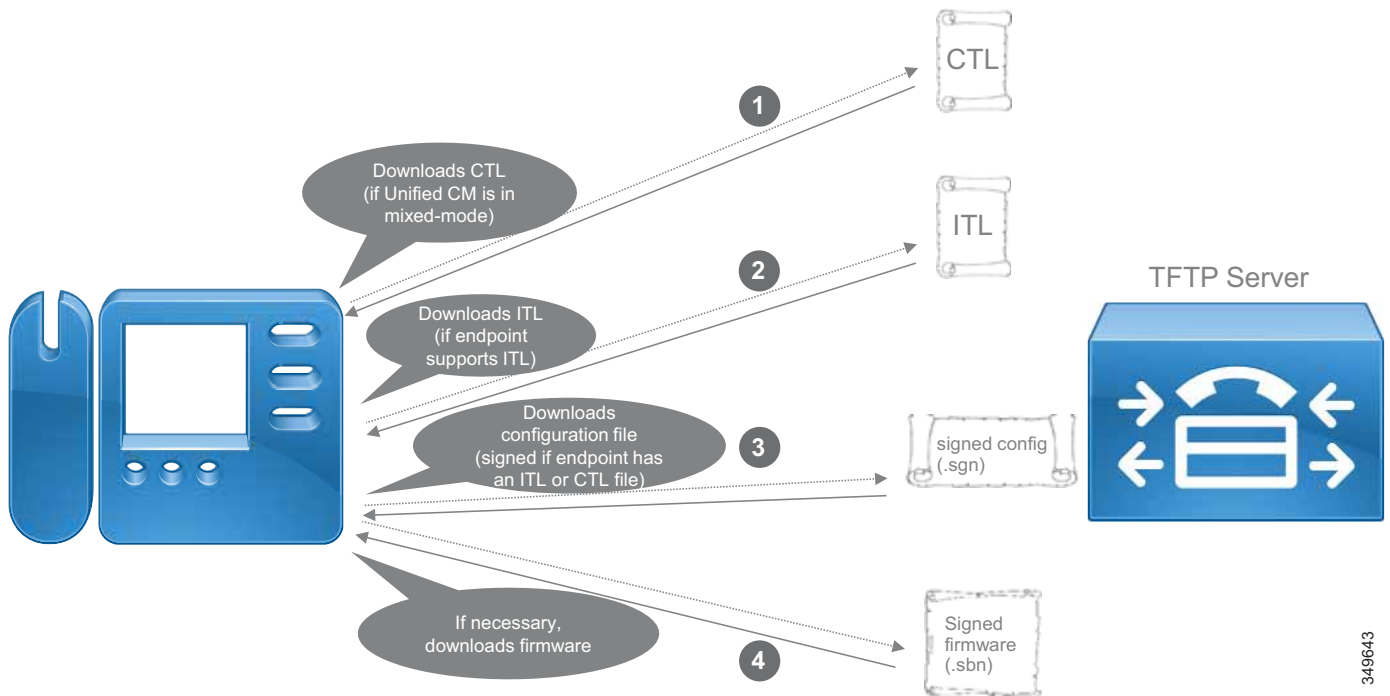 CTL
1
Downloads CTL
(if Unified CM is in
mixed-mode)
ITL
2
TFTP Server
Downloads ITL
(if endpoint
supports ITL)
Downloads
configuration file
(signed if endpoint has
an ITL or CTL file)
3
signed config
(.sgn)
If necessary,
downloads firmware
4
Signed
firmware
(.sbn)
349643